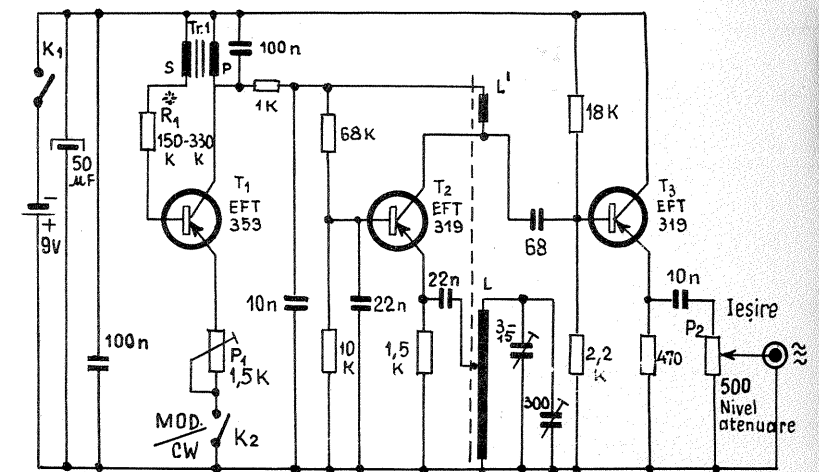 K1
Tr.1
S
P
100n
1K
L'
R1
150-330
K K
68K
18K
50
µF
T1
EFT
353
T2
EFT
319
T3
EFT
319
−
+
9V
68
22n
L
10n
Ieșire
10n
22n
100n
P1
1,5K
10
K
1,5
K
3-
15
2,2
K
470
P2
500
Nivel
atenuare
300
MOD.
CW
K2